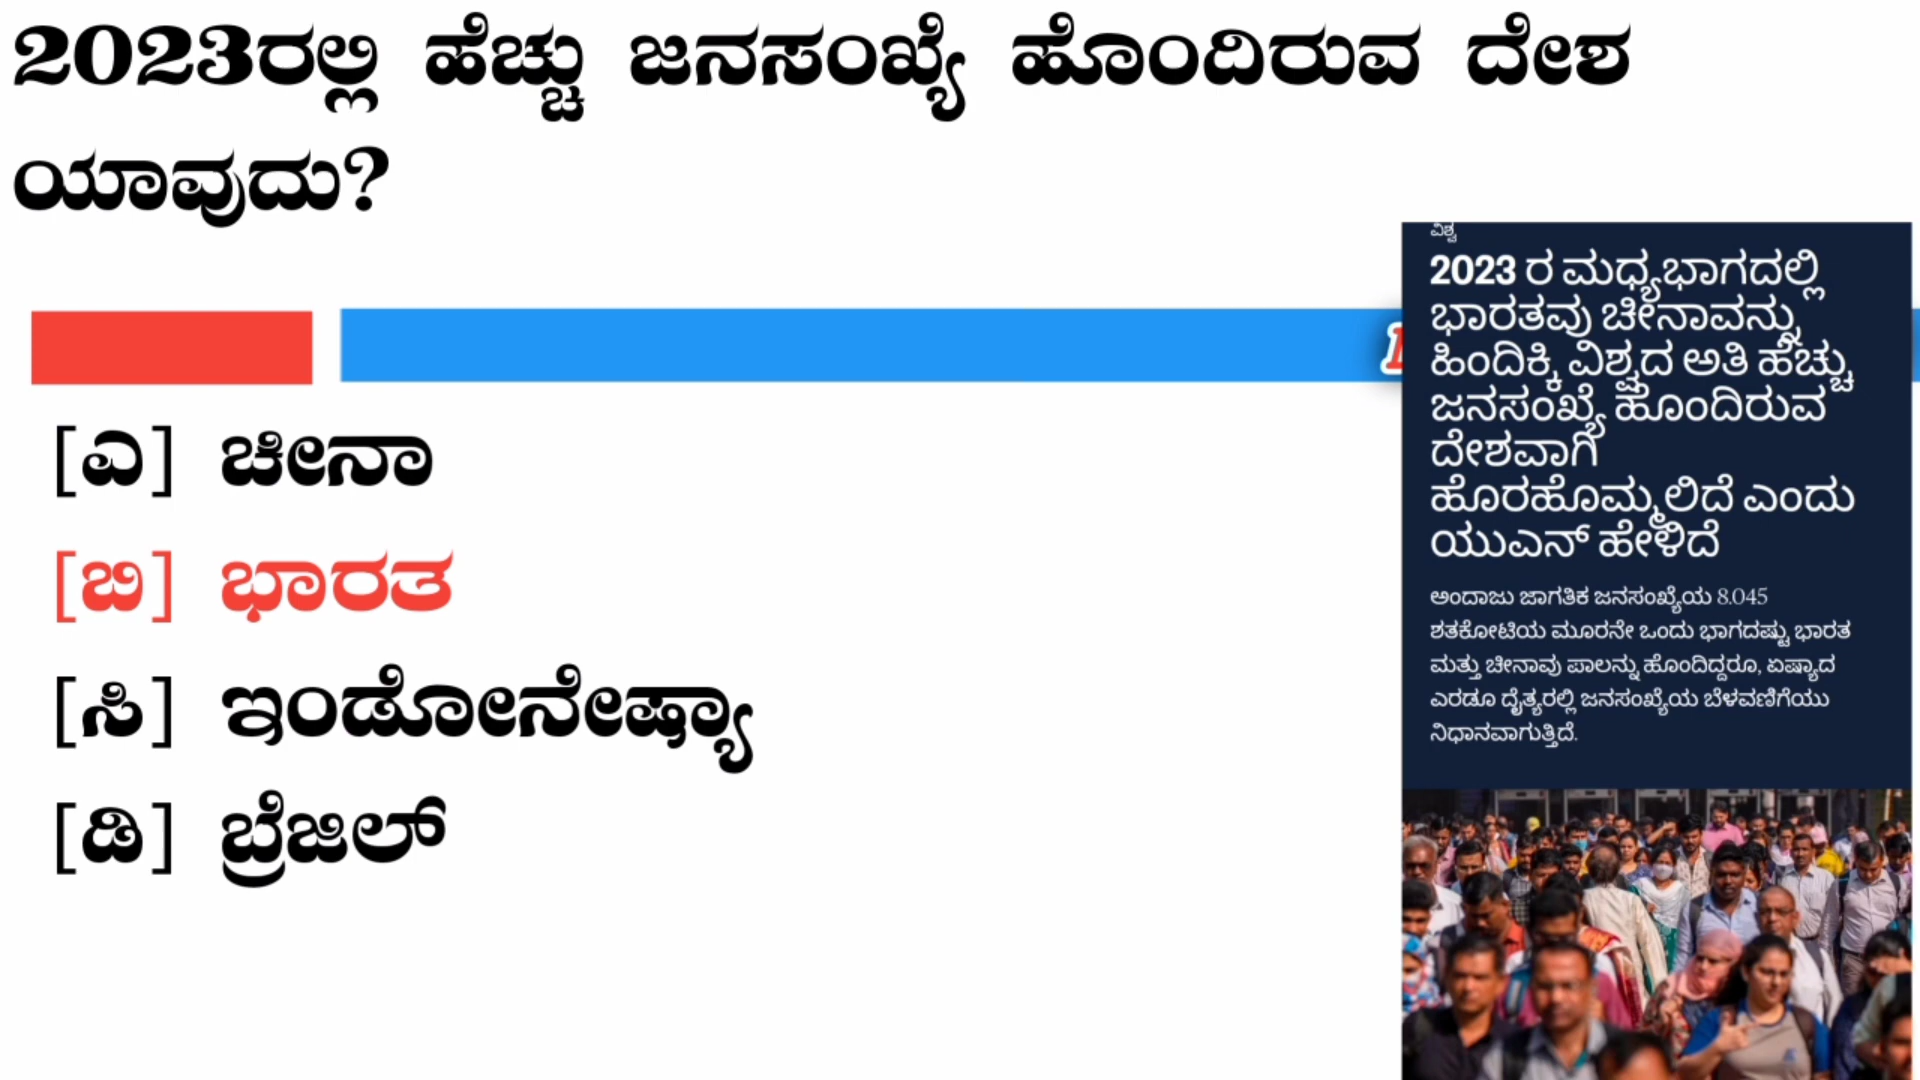 2023ರಲ್ಲಿ ಹೆಚ್ಚು ಜನಸಂಖ್ಯೆ ಹೊಂದಿರುವ ದೇಶ
ಯಾವುದು?
[ಎ] ಚೀನಾ
[ಬಿ] ಭಾರತ
[ಸಿ] ಇಂಡೋನೇಷ್ಯಾ
[ಡಿ] ಬ್ರೆಜಿಲ್
ವಿಶ್ವ
2023 ರ ಮಧ್ಯಭಾಗದಲ್ಲಿ
ಭಾರತವು ಚೀನಾವನ್ನು
ಹಿಂದಿಕ್ಕಿ ವಿಶ್ವದ ಅತಿ ಹೆಚ್ಚು
ಜನಸಂಖ್ಯೆ ಹೊಂದಿರುವ
ದೇಶವಾಗಿ
ಹೊರಹೊಮ್ಮಲಿದೆ ಎಂದು
ಯುಎನ್ ಹೇಳಿದೆ
ಅಂದಾಜು ಜಾಗತಿಕ ಜನಸಂಖ್ಯೆಯ 8.045
ಶತಕೋಟಿಯ ಮೂರನೇ ಒಂದು ಭಾಗದಷ್ಟು ಭಾರತ
ಮತ್ತು ಚೀನಾವು ಪಾಲನ್ನು ಹೊಂದಿದ್ದರೂ, ಏಷ್ಯಾದ
ಎರಡೂ ದೈತ್ಯರಲ್ಲಿ ಜನಸಂಖ್ಯೆಯ ಬೆಳವಣಿಗೆಯು
ನಿಧಾನವಾಗುತ್ತಿದೆ.